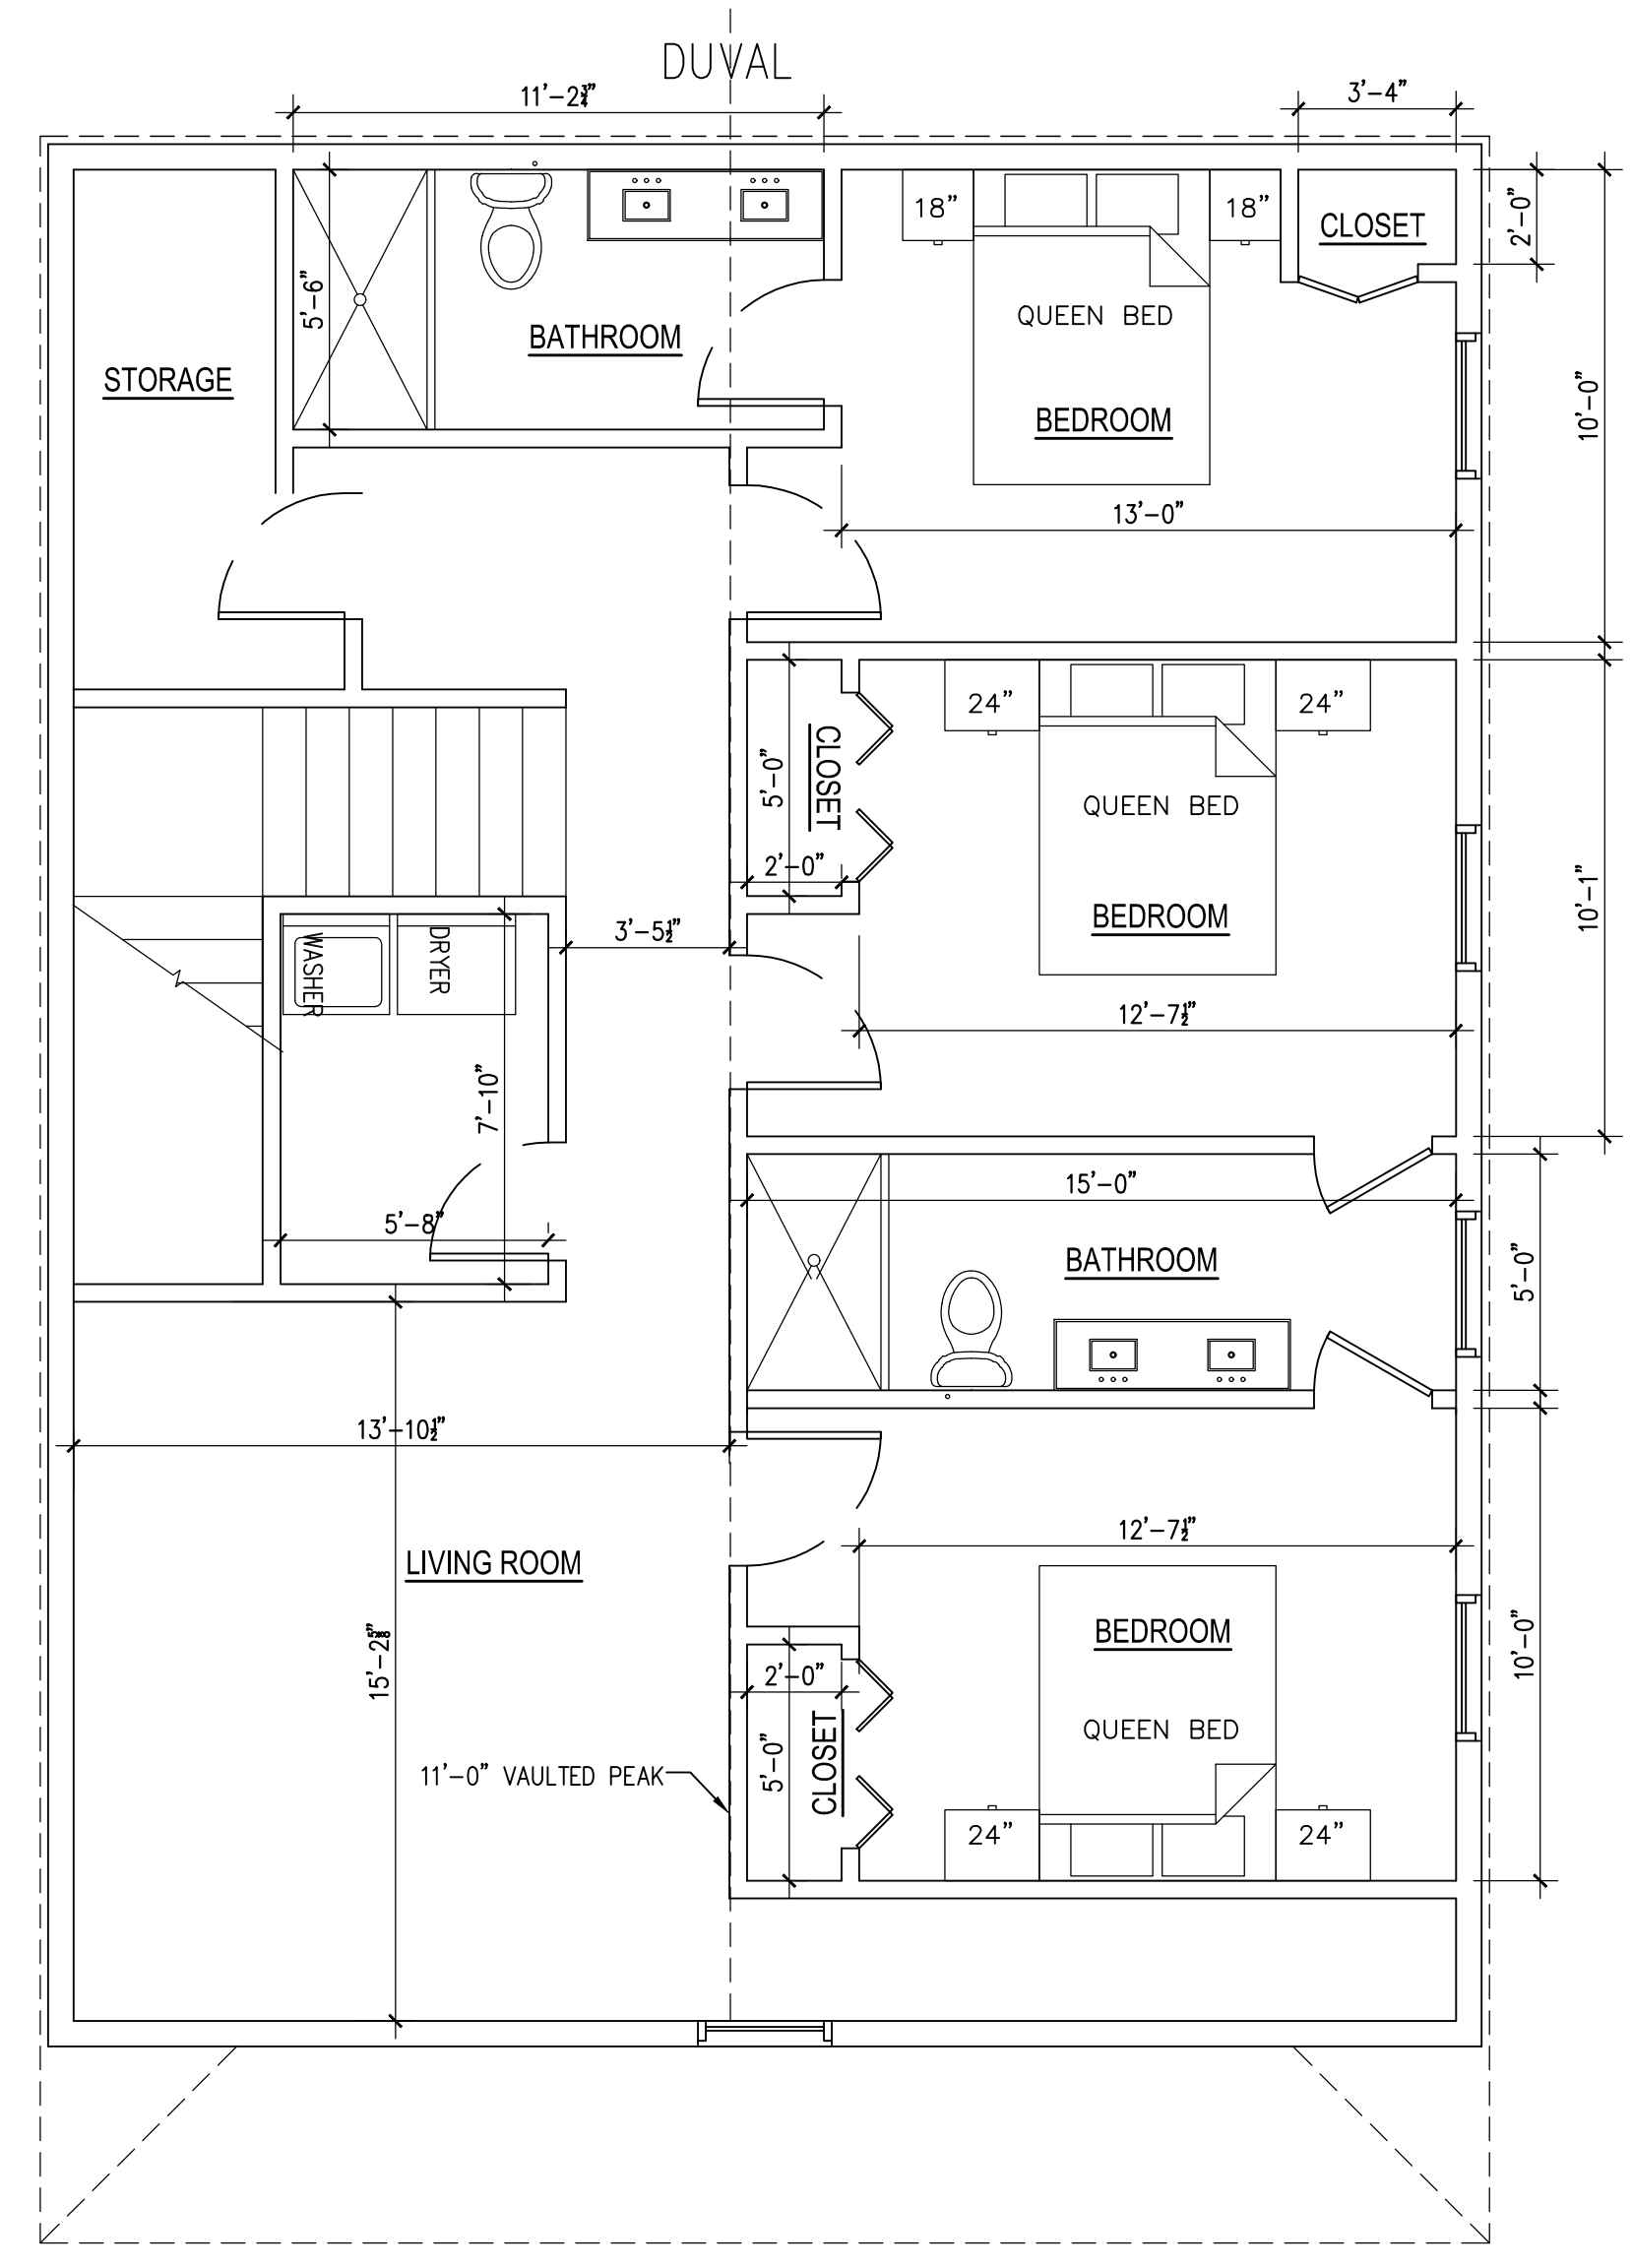 DUVAL
11'-2¾"
3'-4"
18"
18"
CLOSET
2'-0"
5'-6"
QUEEN BED
BATHROOM
STORAGE
BEDROOM
10'-0"
13'-0"
24"
24"
CLOSET
5'-0"
QUEEN BED
2'-0"
BEDROOM
10'-1"
3'-5½"
WASHER
DRYER
12'-7½"
7'-10"
15'-0"
5'-8"
BATHROOM
5'-0"
13'-10½"
12'-7½"
LIVING ROOM
BEDROOM
15'-2⅝"
10'-0"
2'-0"
QUEEN BED
CLOSET
5'-0"
11'-0" VAULTED PEAK
24"
24"